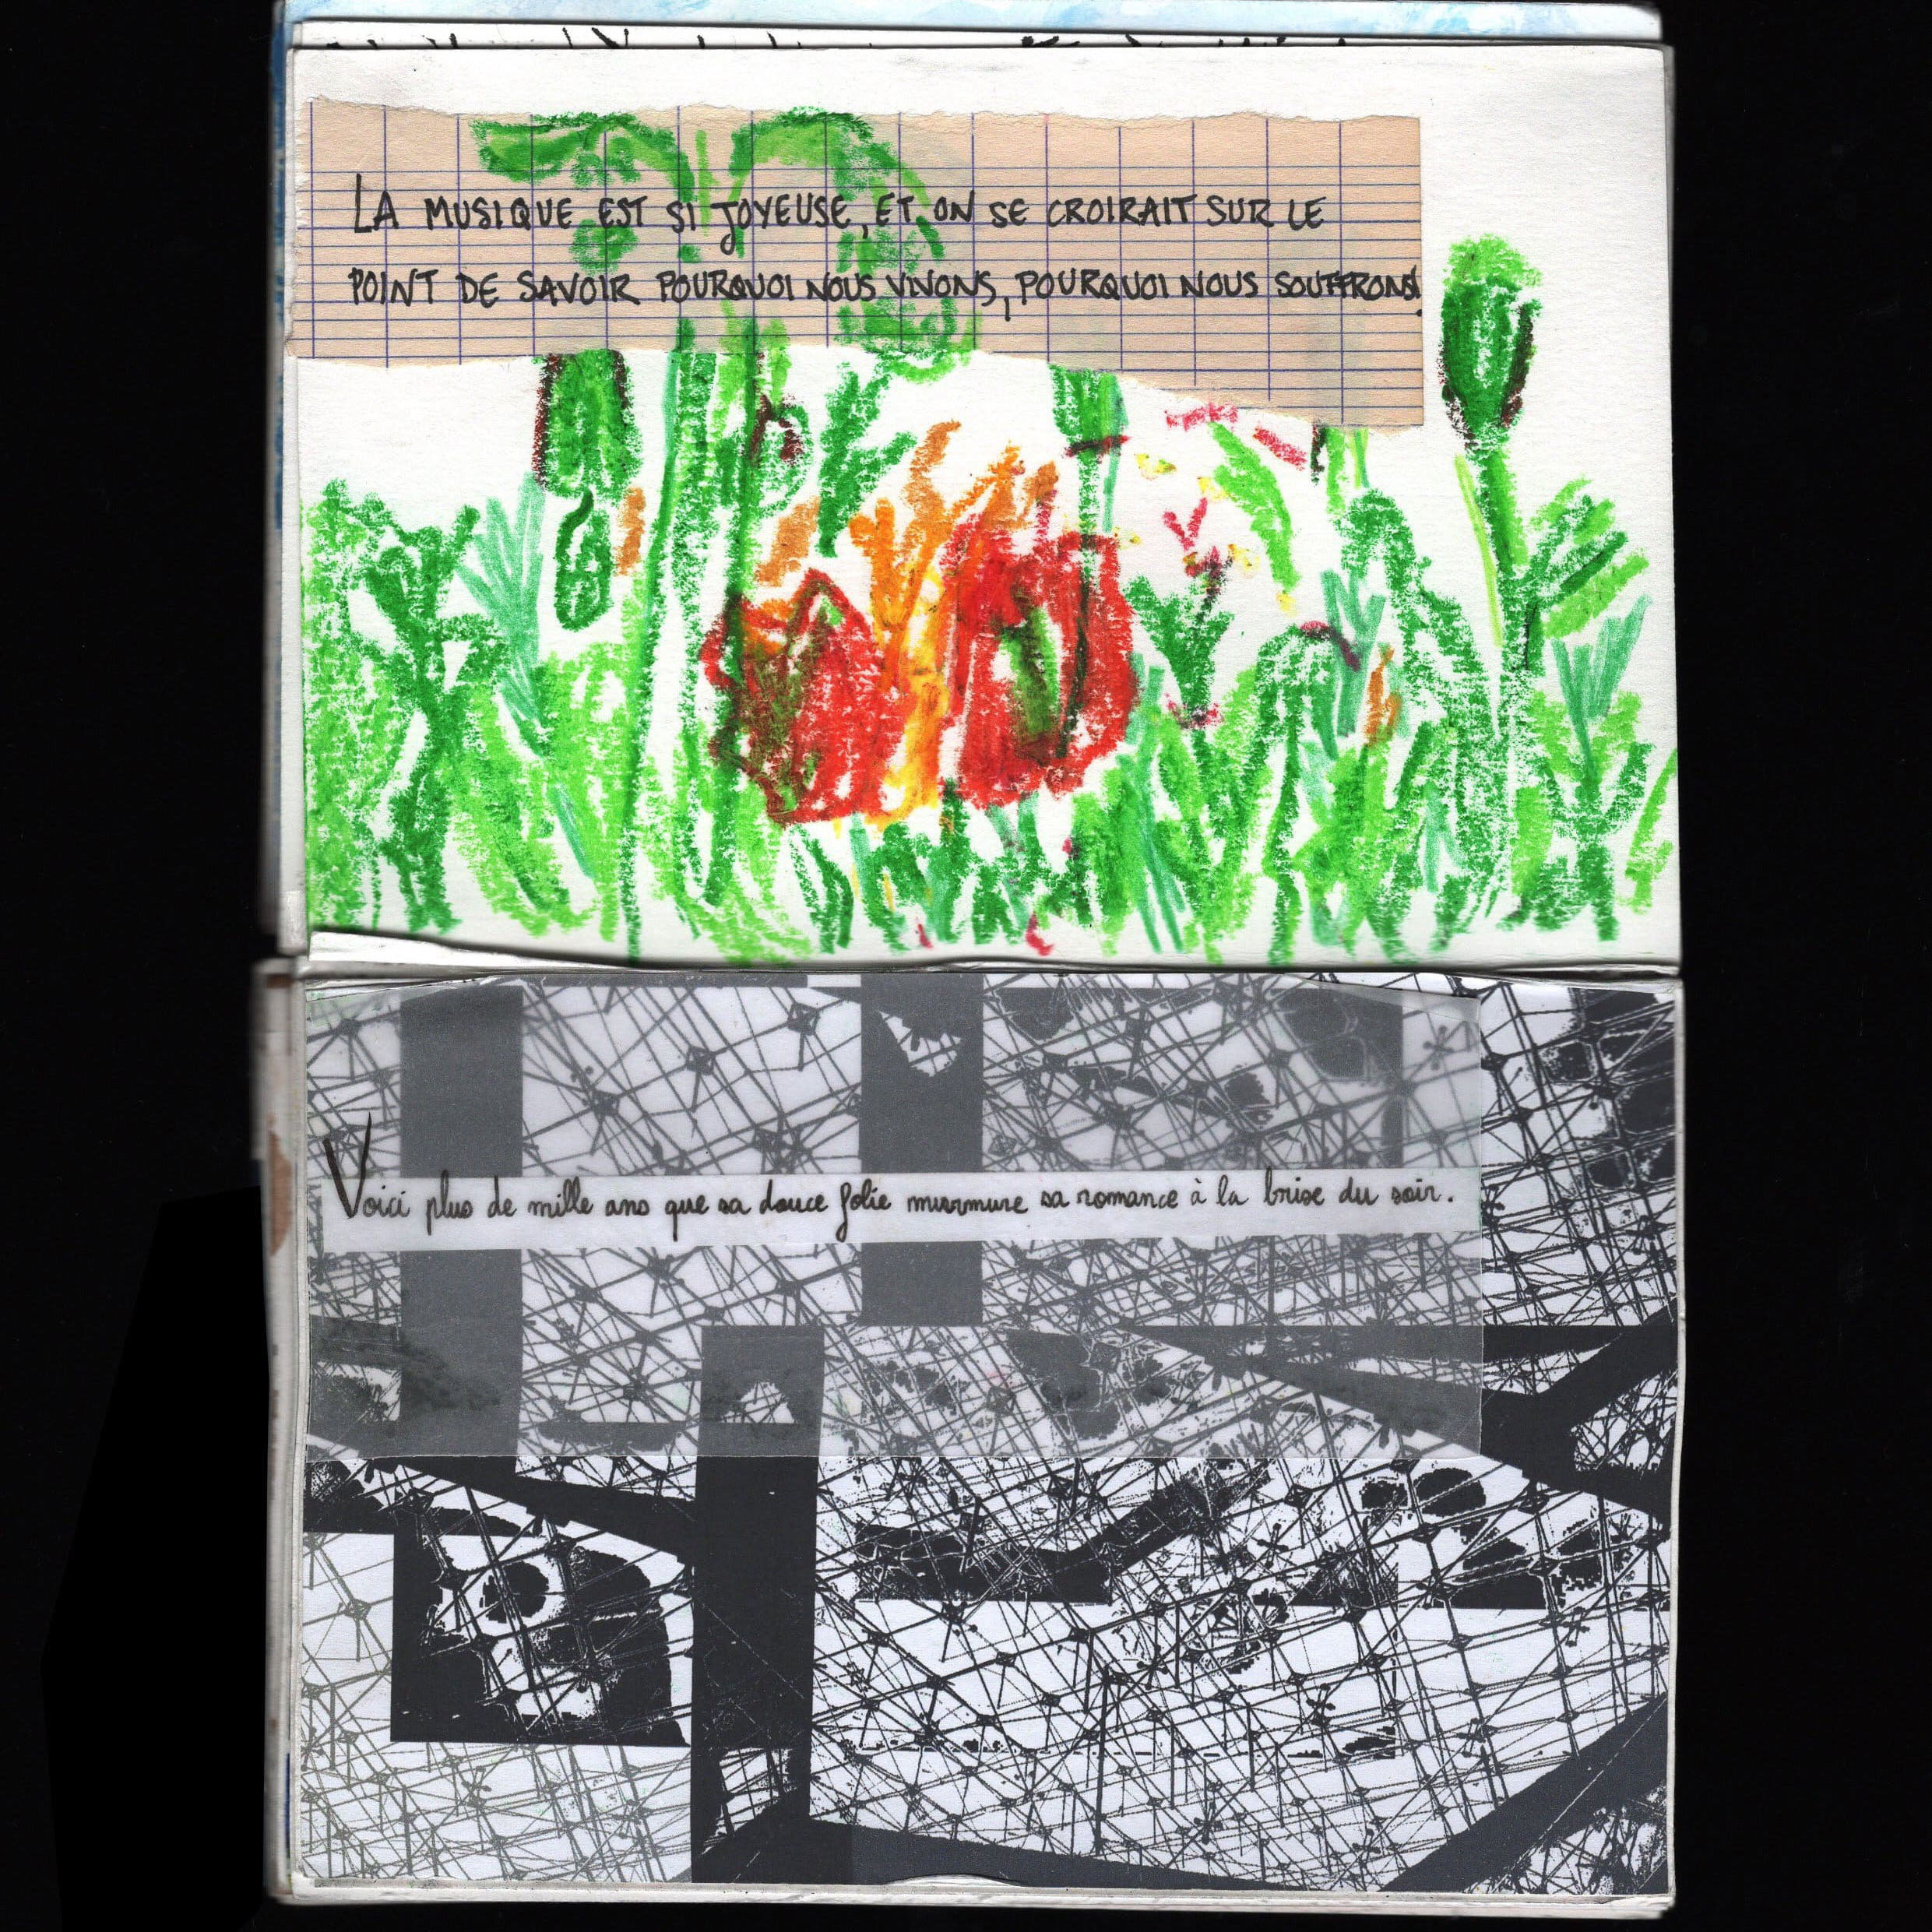 LA MUSIQUE EST SI JOYEUSE, ET ON SE CROIRAIT SUR LE
POINT DE SAVOIR POURQUOI NOUS VIVONS, POURQUOI NOUS SOUFFRONS.
Voici plus de mille ans que sa douce folie murmure sa romance à la brise du soir.